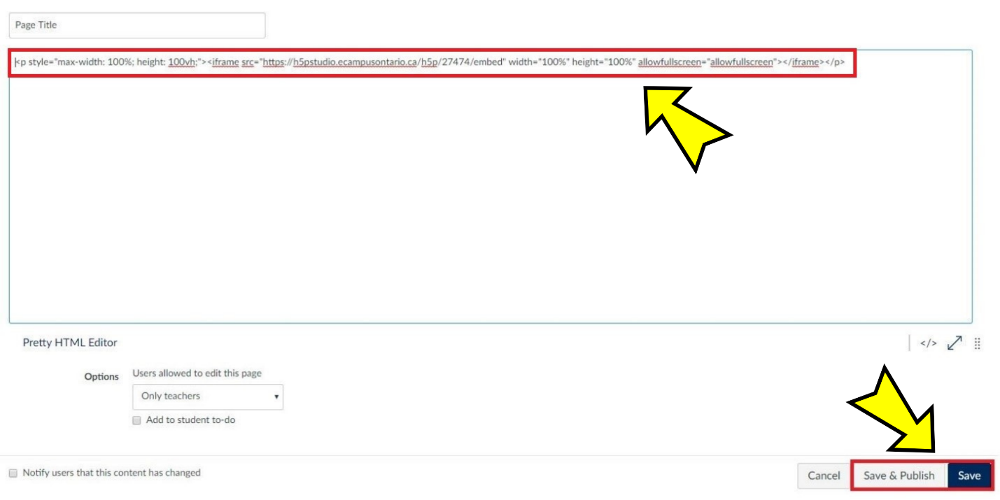 Page Title
<p style="max-width: 100%; height: 100vh;"><iframe src="https://h5pstudio.ecampusontario.ca/h5p/27474/embed" width="100%" height="100%" allowfullscreen="allowfullscreen"></iframe></p>
Pretty HTML Editor
</>
Options
Users allowed to edit this page
Only teachers
Add to student to-do
Notify users that this content has changed
Cancel
Save & Publish
Save